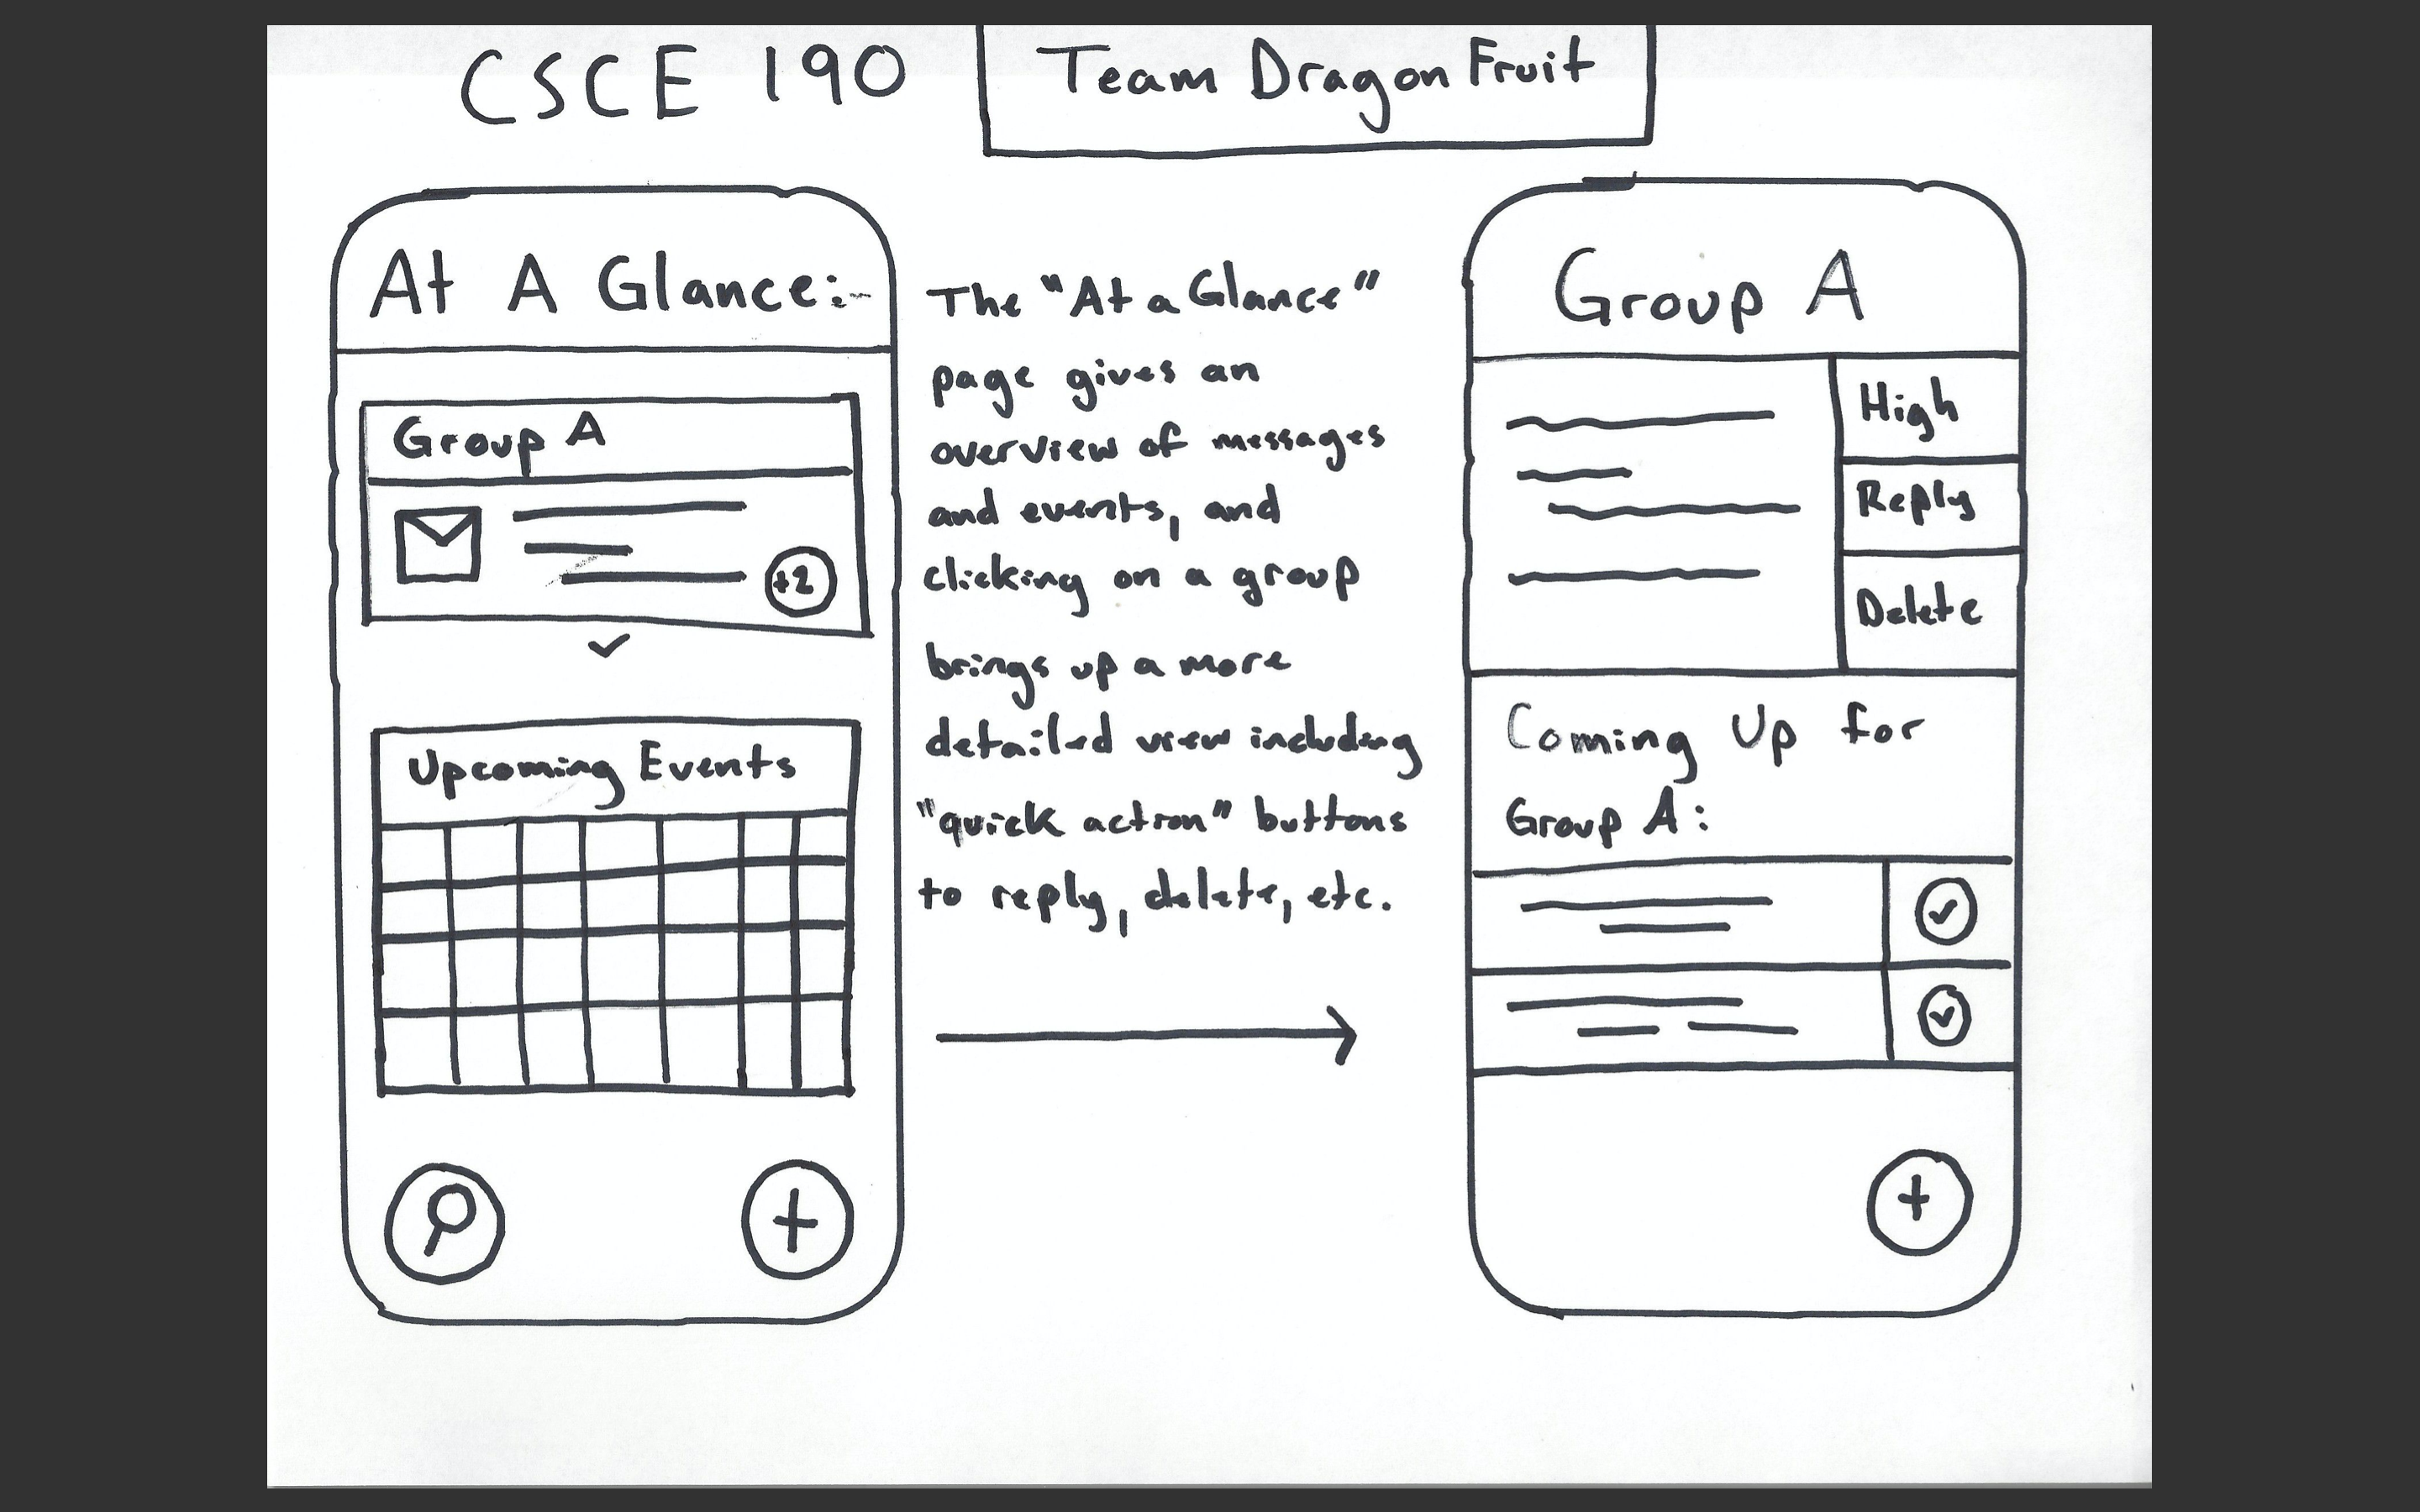 CSCE 190
Team Dragon Fruit
At A Glance:-
Group A
+2
Upcoming Events
+
The "At a Glance"
page gives an
overview of messages
and events, and
clicking on a group
brings up a more
detailed view including
"quick action" buttons
to reply, delete, etc.
Group A
High
Reply
Delete
Coming Up for
Group A:
+